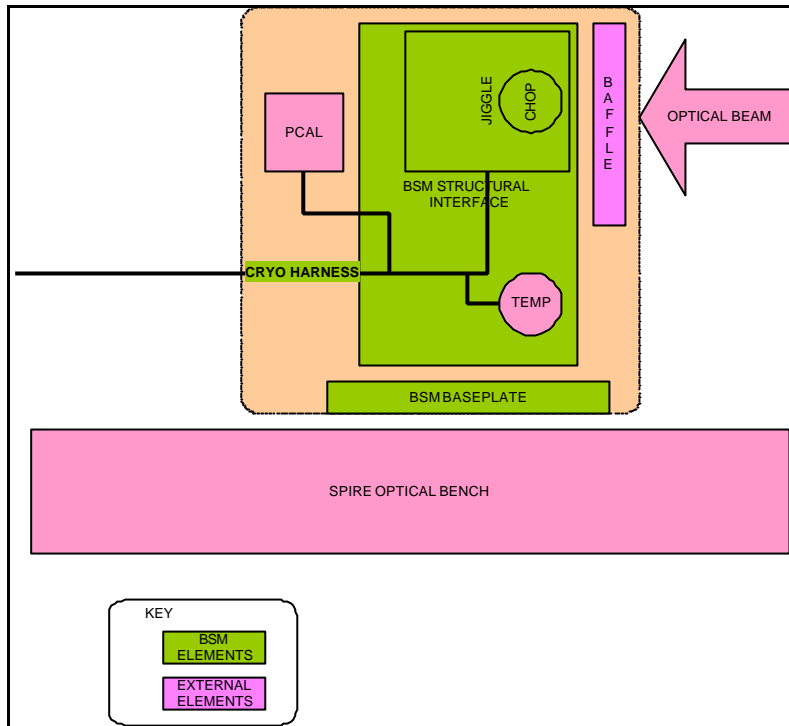 BAFFLE
JIGGLE
CHOP
OPTICAL BEAM
PCAL
BSM STRUCTURAL
INTERFACE
CRYO HARNESS
TEMP
BSM BASEPLATE
SPIRE OPTICAL BENCH
KEY
BSM
ELEMENTS
EXTERNAL
ELEMENTS